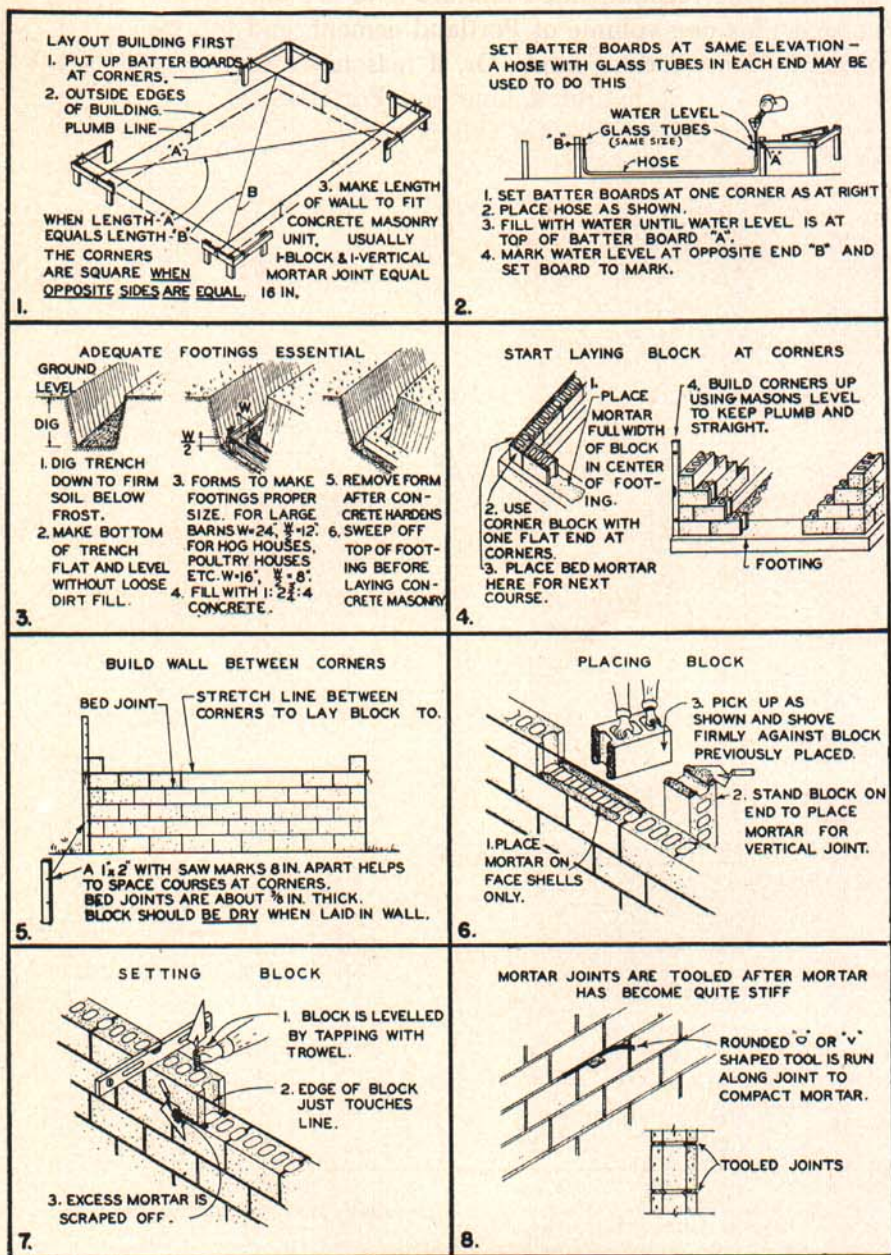 LAY OUT BUILDING FIRST
1. PUT UP BATTER BOARDS
AT CORNERS.
2. OUTSIDE EDGES
OF BUILDING.
PLUMB LINE
"A"
B
WHEN LENGTH-"A"
EQUALS LENGTH-"B"
THE CORNERS
ARE SQUARE WHEN
OPPOSITE SIDES ARE EQUAL.
3. MAKE LENGTH
OF WALL TO FIT
CONCRETE MASONRY
UNIT, USUALLY
1-BLOCK & 1-VERTICAL
MORTAR JOINT EQUAL
16 IN.
1.
SET BATTER BOARDS AT SAME ELEVATION —
A HOSE WITH GLASS TUBES IN EACH END MAY BE
USED TO DO THIS
WATER LEVEL
"B"
GLASS TUBES
(SAME SIZE)
"A"
HOSE
1. SET BATTER BOARDS AT ONE CORNER AS AT RIGHT
2. PLACE HOSE AS SHOWN.
3. FILL WITH WATER UNTIL WATER LEVEL IS AT
TOP OF BATTER BOARD "A".
4. MARK WATER LEVEL AT OPPOSITE END "B" AND
SET BOARD TO MARK.
2.
ADEQUATE FOOTINGS ESSENTIAL
GROUND
LEVEL
DIG
W
W/2
1. DIG TRENCH
DOWN TO FIRM
SOIL BELOW
FROST.
2. MAKE BOTTOM
OF TRENCH
FLAT AND LEVEL
WITHOUT LOOSE
DIRT FILL.
3. FORMS TO MAKE
FOOTINGS PROPER
SIZE. FOR LARGE
BARNS W=24", W/2=12".
FOR HOG HOUSES,
POULTRY HOUSES
ETC. W=16", W/2=8".
4. FILL WITH 1: 2¾:4
CONCRETE.
5. REMOVE FORM
AFTER CON-
CRETE HARDENS
6. SWEEP OFF
TOP OF FOOT-
ING BEFORE
LAYING CON-
CRETE MASONRY
3.
START LAYING BLOCK AT CORNERS
1.
PLACE
MORTAR
FULL WIDTH
OF BLOCK
IN CENTER
OF FOOT-
ING.
2. USE
CORNER BLOCK WITH
ONE FLAT END AT
CORNERS.
3. PLACE BED MORTAR
HERE FOR NEXT
COURSE.
4. BUILD CORNERS UP
USING MASONS LEVEL
TO KEEP PLUMB AND
STRAIGHT.
FOOTING
4.
BUILD WALL BETWEEN CORNERS
BED JOINT
STRETCH LINE BETWEEN
CORNERS TO LAY BLOCK TO.
A 1"x 2" WITH SAW MARKS 8 IN. APART HELPS
TO SPACE COURSES AT CORNERS.
BED JOINTS ARE ABOUT ⅜ IN. THICK.
BLOCK SHOULD BE DRY WHEN LAID IN WALL.
5.
PLACING BLOCK
3. PICK UP AS
SHOWN AND SHOVE
FIRMLY AGAINST BLOCK
PREVIOUSLY PLACED.
2. STAND BLOCK ON
END TO PLACE
MORTAR FOR
VERTICAL JOINT.
1. PLACE
MORTAR ON
FACE SHELLS
ONLY.
6.
SETTING BLOCK
1. BLOCK IS LEVELLED
BY TAPPING WITH
TROWEL.
2. EDGE OF BLOCK
JUST TOUCHES
LINE.
3. EXCESS MORTAR IS
SCRAPED OFF.
7.
MORTAR JOINTS ARE TOOLED AFTER MORTAR
HAS BECOME QUITE STIFF
ROUNDED "U" OR "V"
SHAPED TOOL IS RUN
ALONG JOINT TO
COMPACT MORTAR.
TOOLED JOINTS
8.